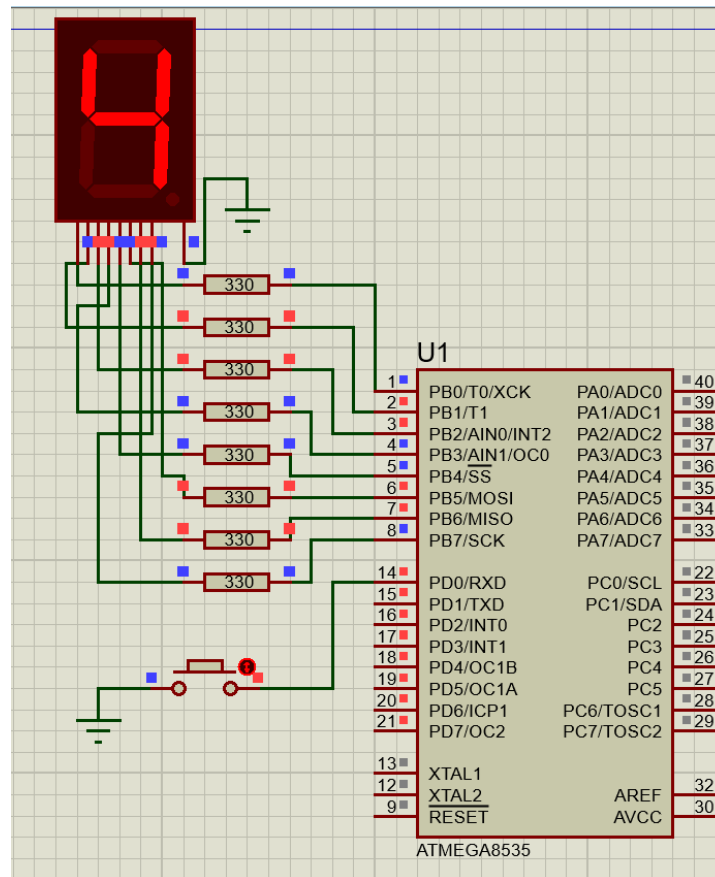 4
330
330
330
330
330
330
330
330
U1
1 PB0/T0/XCK PA0/ADC0 40
2 PB1/T1 PA1/ADC1 39
3 PB2/AIN0/INT2 PA2/ADC2 38
4 PB3/AIN1/OC0 PA3/ADC3 37
5 PB4/SS PA4/ADC4 36
6 PB5/MOSI PA5/ADC5 35
7 PB6/MISO PA6/ADC6 34
8 PB7/SCK PA7/ADC7 33
14 PD0/RXD PC0/SCL 22
15 PD1/TXD PC1/SDA 23
16 PD2/INT0 PC2 24
17 PD3/INT1 PC3 25
18 PD4/OC1B PC4 26
19 PD5/OC1A PC5 27
20 PD6/ICP1 PC6/TOSC1 28
21 PD7/OC2 PC7/TOSC2 29
13 XTAL1
12 XTAL2 AREF 32
9 RESET AVCC 30
ATMEGA8535